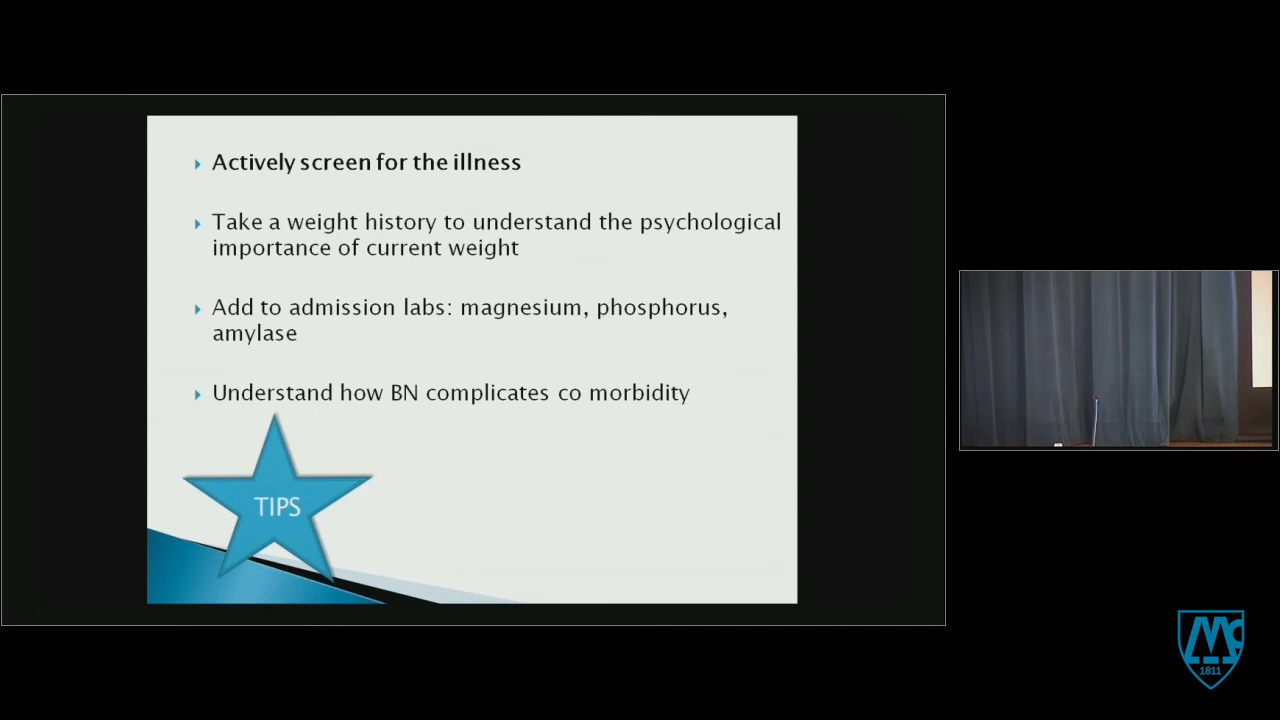 Actively screen for the illness
Take a weight history to understand the psychological
importance of current weight
Add to admission labs: magnesium, phosphorus,
amylase
Understand how BN complicates co morbidity
TIPS
Mc
1811